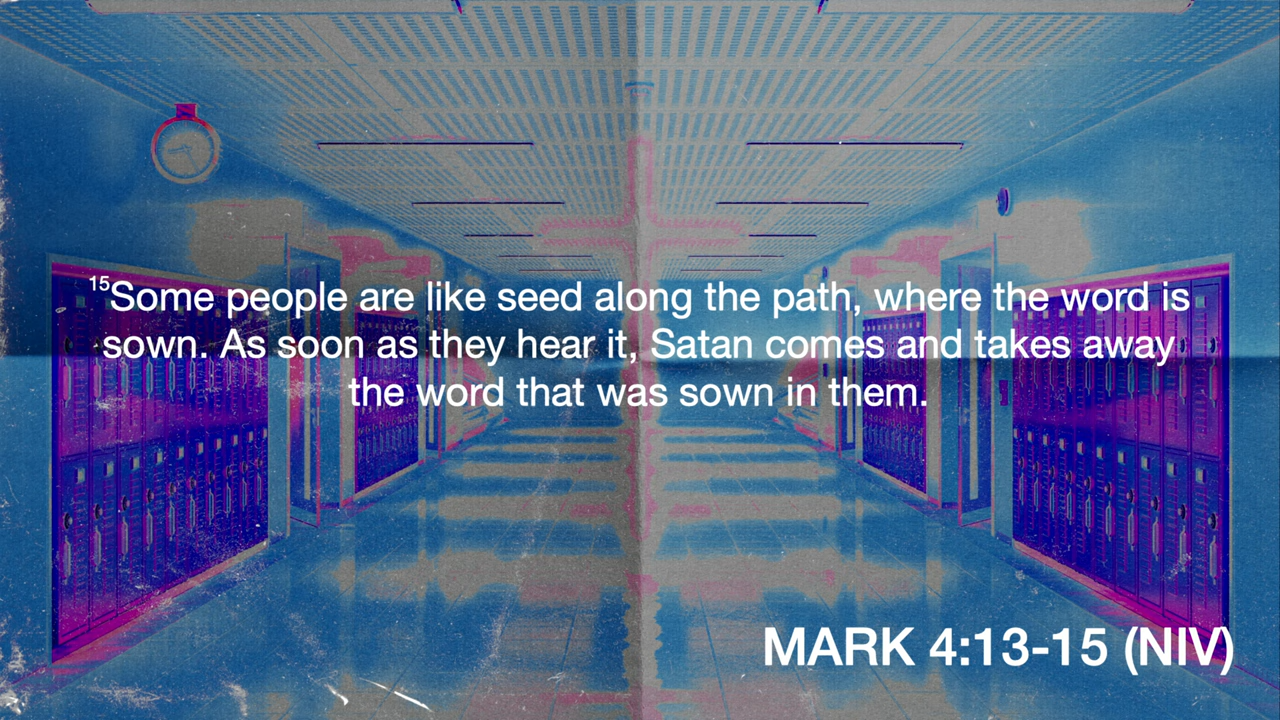 ¹⁵Some people are like seed along the path, where the word is
sown. As soon as they hear it, Satan comes and takes away
the word that was sown in them.
MARK 4:13-15 (NIV)